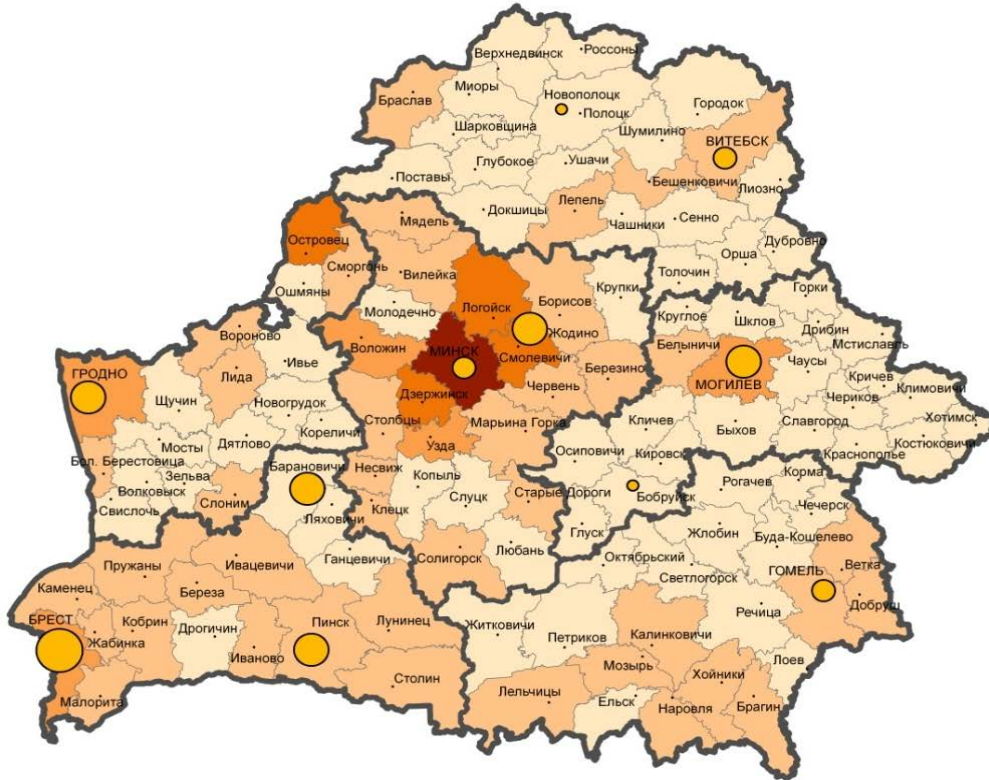 Верхнедвинск
Россоны
Браслав
Миоры
Новополоцк
Полоцк
Городок
Шарковщина
Шумилино
ВИТЕБСК
Поставы
Глубокое
Ушачи
Бешенковичи
Лиозно
Докшицы
Лепель
Чашники
Сенно
Мядель
Островец
Сморгонь
Вилейка
Орша
Дубровно
Толочин
Ошмяны
Молодечно
Логойск
Борисов
Крупки
Горки
Круглое
Шклов
Дрибин
Мстиславль
Вороново
Воложин
МИНСК
Жодино
Смолевичи
Белыничи
Чаусы
ГРОДНО
Ивье
Лида
Березино
МОГИЛЕВ
Кричев
Климовичи
Щучин
Новогрудок
Дзержинск
Червень
Чериков
Хотимск
Столбцы
Марьина Горка
Кличев
Быхов
Славгород
Костюковичи
Мосты
Дятлово
Кореличи
Узда
Осиповичи
Кировск
Краснополье
Бол. Берестовица
Зельва
Барановичи
Несвиж
Копыль
Рогачев
Корма
Волковыск
Слоним
Клецк
Слуцк
Старые Дороги
Бобруйск
Чечерск
Свислочь
Ляховичи
Глуск
Жлобин
Буда-Кошелево
Ганцевичи
Солигорск
Любань
Октябрьский
Светлогорск
ГОМЕЛЬ
Ветка
Пружаны
Ивацевичи
Каменец
Береза
Речица
Добруш
БРЕСТ
Кобрин
Дрогичин
Пинск
Лунинец
Житковичи
Петриков
Калинковичи
Жабинка
Иваново
Лоев
Мозырь
Хойники
Малорита
Столин
Лельчицы
Ельск
Наровля
Брагин